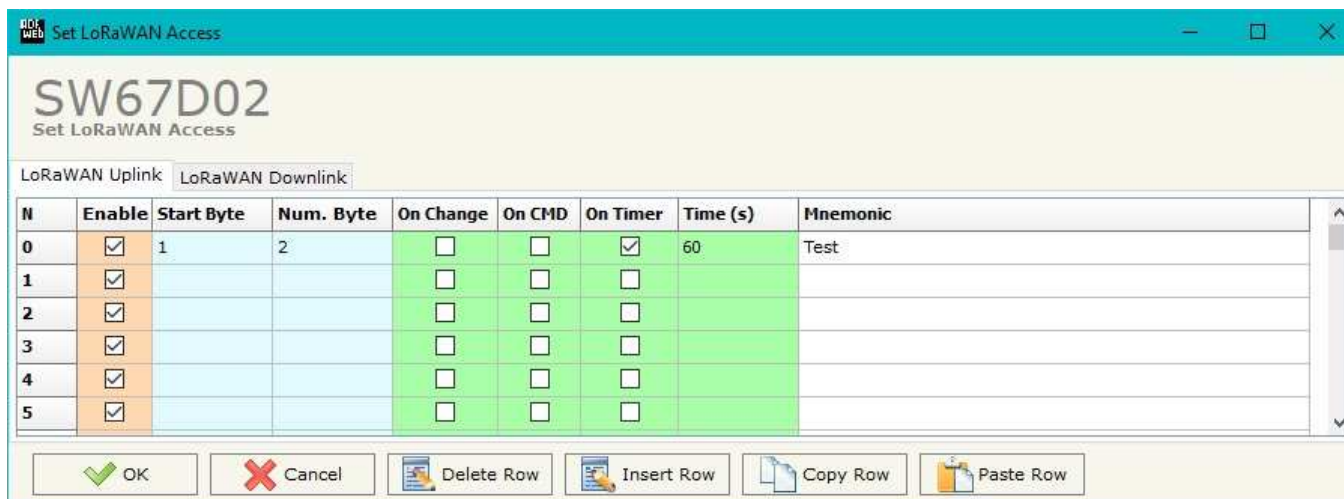 ADF WEB Set LoRaWAN Access
SW67D02
Set LoRaWAN Access
LoRaWAN Uplink LoRaWAN Downlink
N Enable Start Byte Num. Byte On Change On CMD On Timer Time (s) Mnemonic
0 1 2 60 Test
1
2
3
4
5
OK Cancel Delete Row Insert Row Copy Row Paste Row